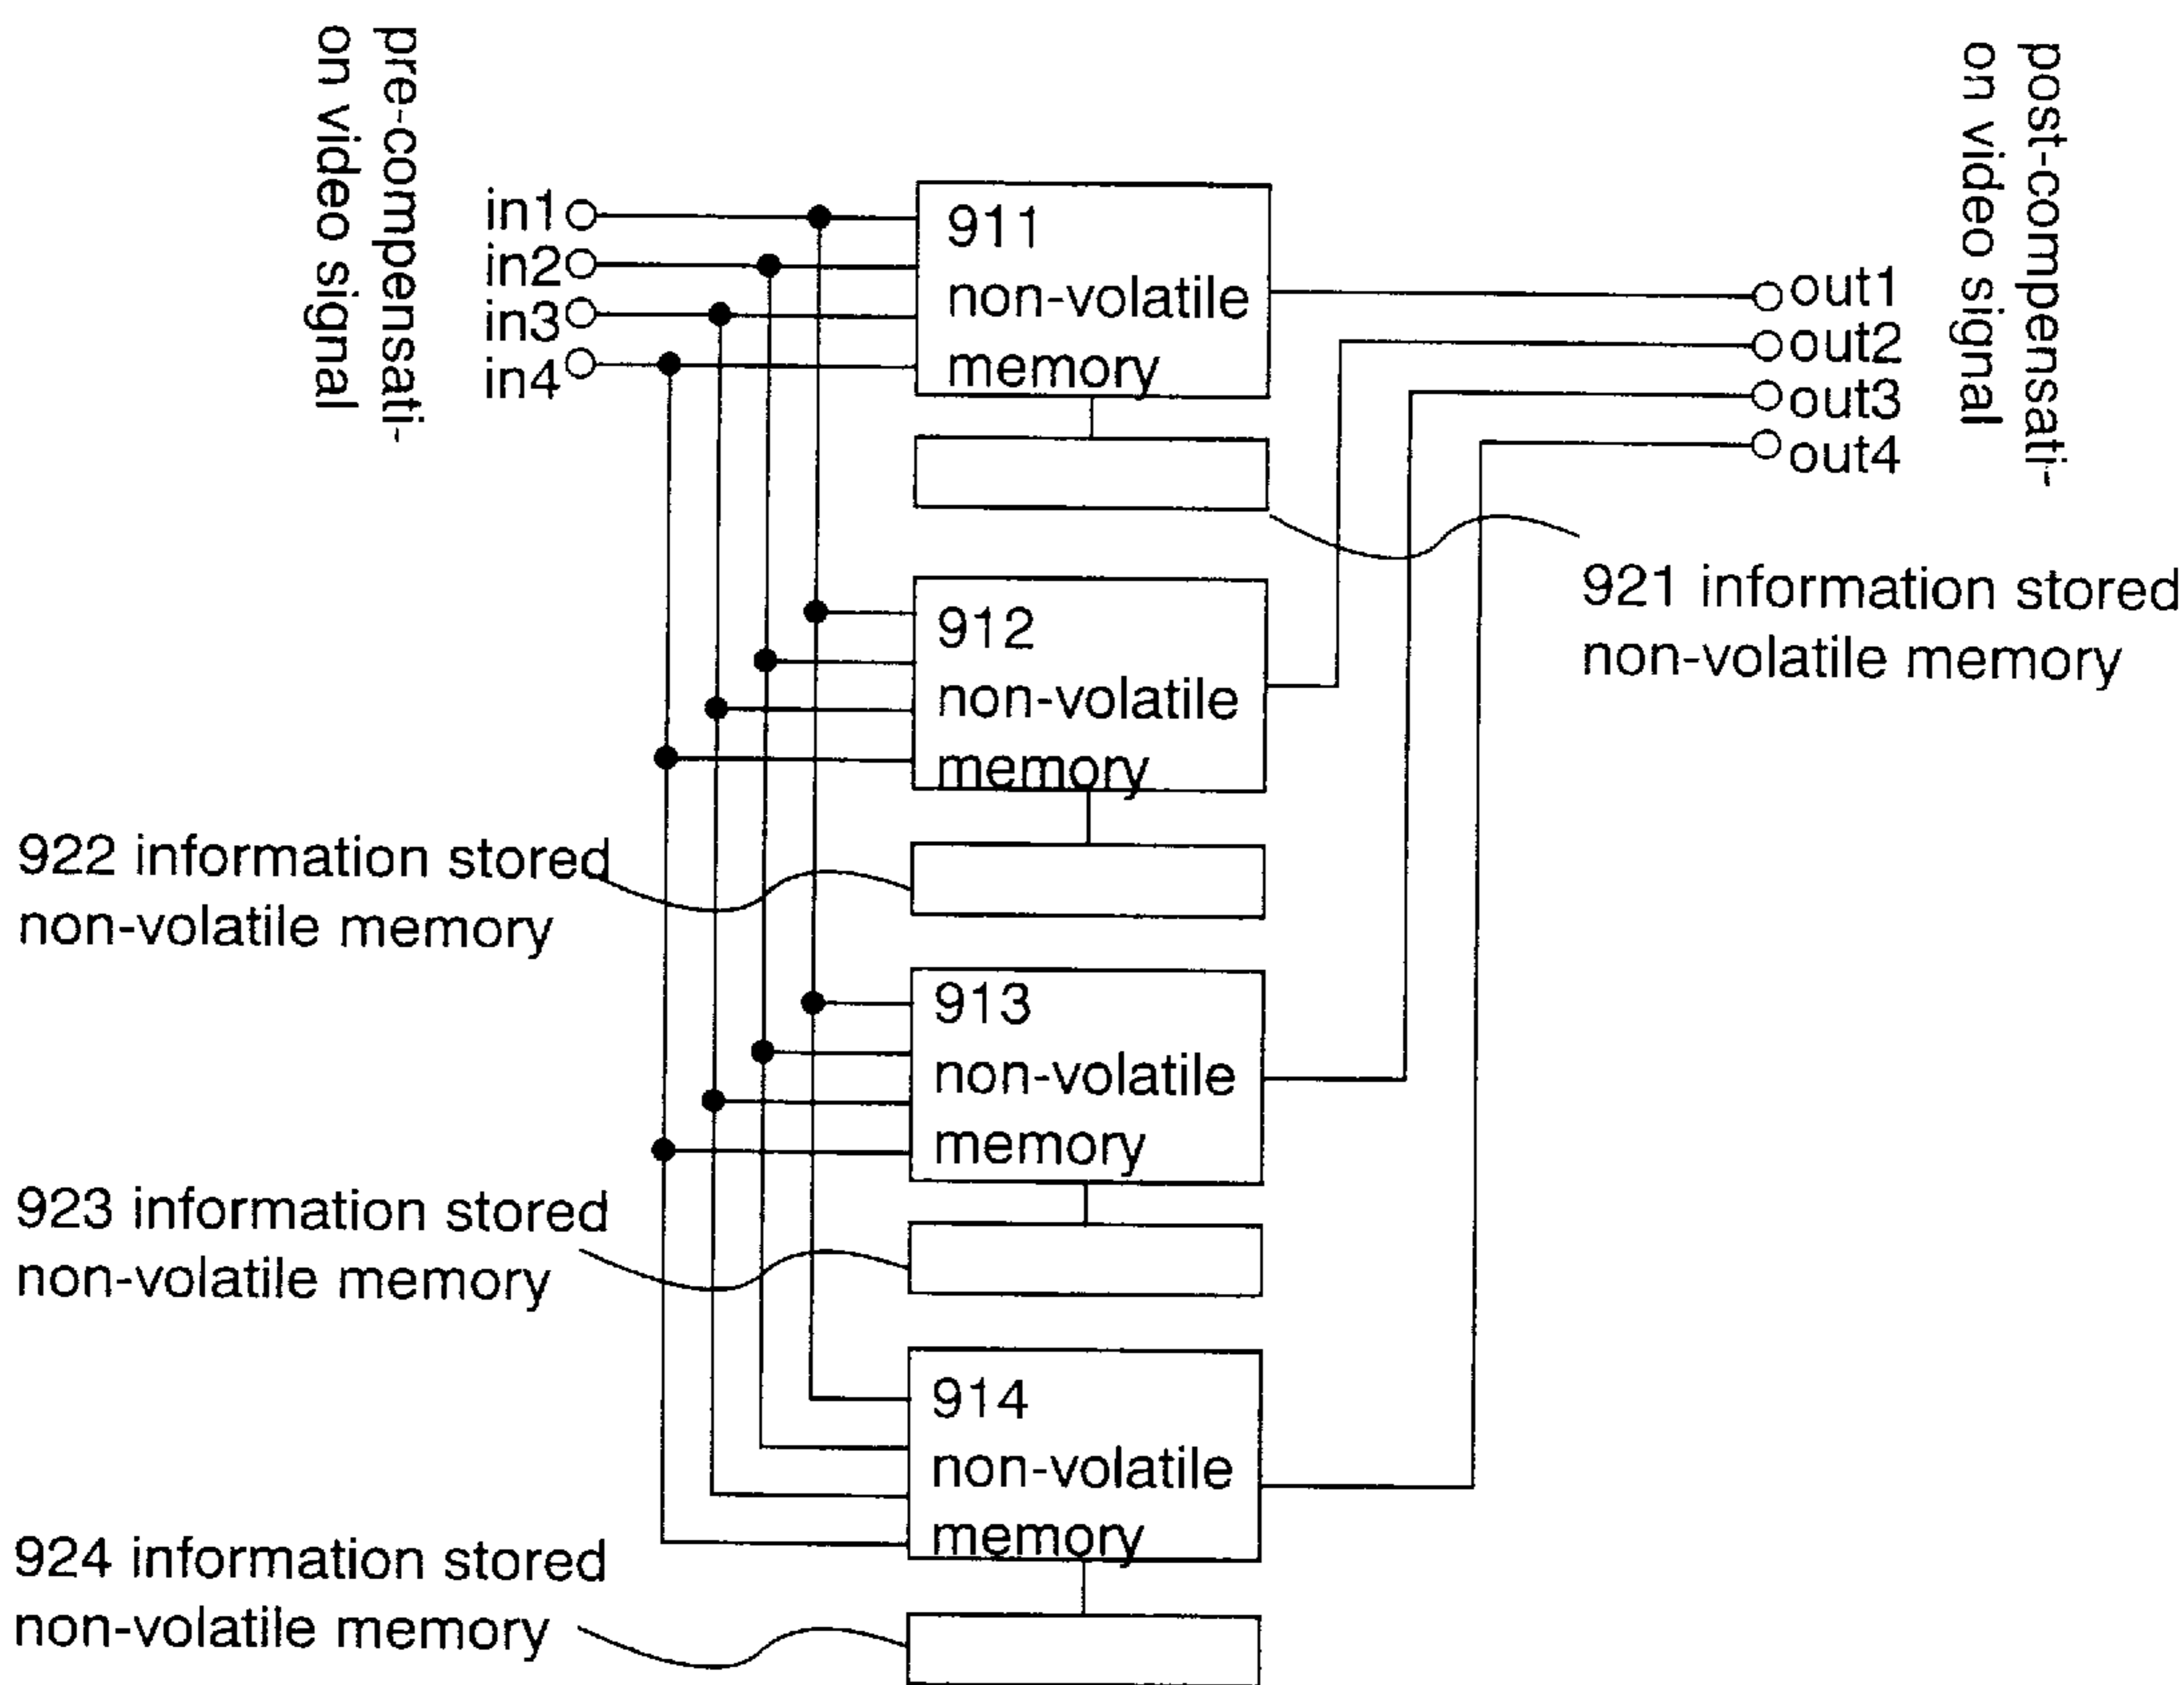 pre-compensati-
on video signal
post-compensati-
on video signal
in1
in2
in3
in4
911
non-volatile
memory
out1
out2
out3
out4
921 information stored
non-volatile memory
912
non-volatile
memory
922 information stored
non-volatile memory
913
non-volatile
memory
923 information stored
non-volatile memory
914
non-volatile
memory
924 information stored
non-volatile memory